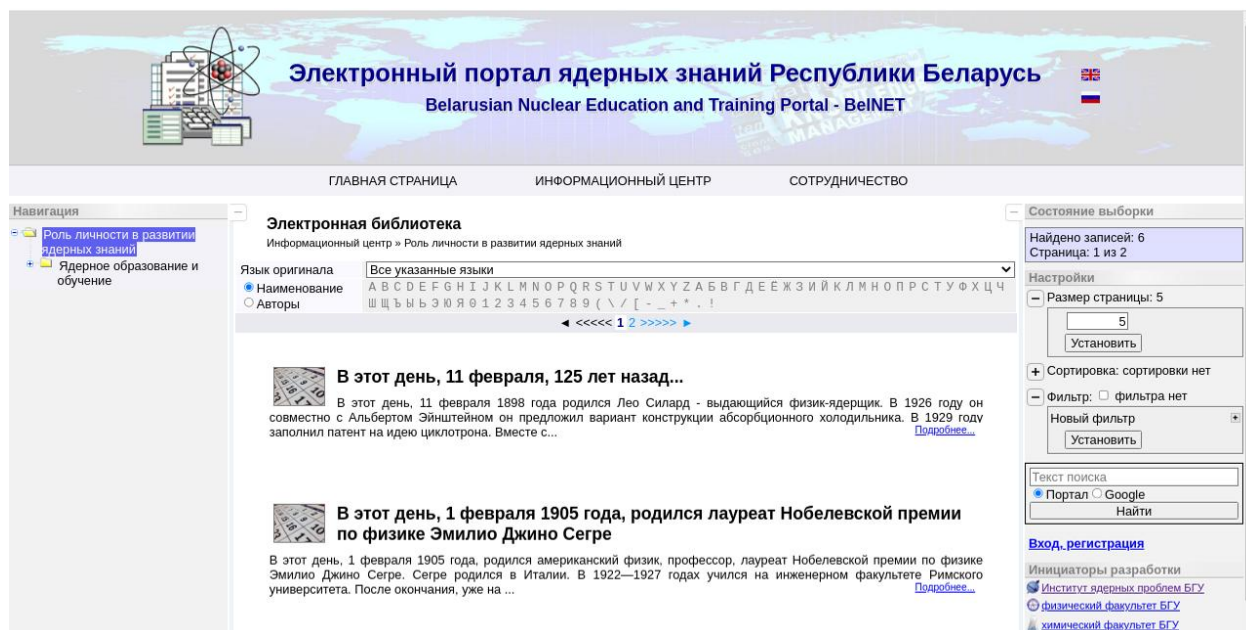 Электронный портал ядерных знаний Республики Беларусь
Belarusian Nuclear Education and Training Portal - BelNET
KNOWLEDGE
MANAGEMENT
ГЛАВНАЯ СТРАНИЦА ИНФОРМАЦИОННЫЙ ЦЕНТР СОТРУДНИЧЕСТВО
Навигация
Роль личности в развитии
ядерных знаний
Ядерное образование и
обучение
Электронная библиотека
Информационный центр » Роль личности в развитии ядерных знаний
Язык оригинала Все указанные языки
Наименование A B C D E F G H I J K L M N O P Q R S T U V W X Y Z А Б В Г Д Е Ё Ж З И Й К Л М Н О П Р С Т У Ф Х Ц Ч
Авторы Ш Щ Ъ Ы Ь Э Ю Я 0 1 2 3 4 5 6 7 8 9 ( \ / [ - _ + * . !
◄ <<<<< 1 2 >>>>> ►
В этот день, 11 февраля, 125 лет назад...
В этот день, 11 февраля 1898 года родился Лео Силард - выдающийся физик-ядерщик. В 1926 году он
совместно с Альбертом Эйнштейном он предложил вариант конструкции абсорбционного холодильника. В 1929 году
заполнил патент на идею циклотрона. Вместе с...
Подробнее...
В этот день, 1 февраля 1905 года, родился лауреат Нобелевской премии
по физике Эмилио Джино Сегре
В этот день, 1 февраля 1905 года, родился американский физик, профессор, лауреат Нобелевской премии по физике
Эмилио Джино Сегре. Сегре родился в Италии. В 1922—1927 годах учился на инженерном факультете Римского
университета. После окончания, уже на ...
Подробнее...
Состояние выборки
Найдено записей: 6
Страница: 1 из 2
Настройки
Размер страницы: 5
5
Установить
Сортировка: сортировки нет
Фильтр: фильтра нет
Новый фильтр
Установить
Текст поиска
Портал Google
Найти
Вход, регистрация
Инициаторы разработки
Институт ядерных проблем БГУ
физический факультет БГУ
химический факультет БГУ